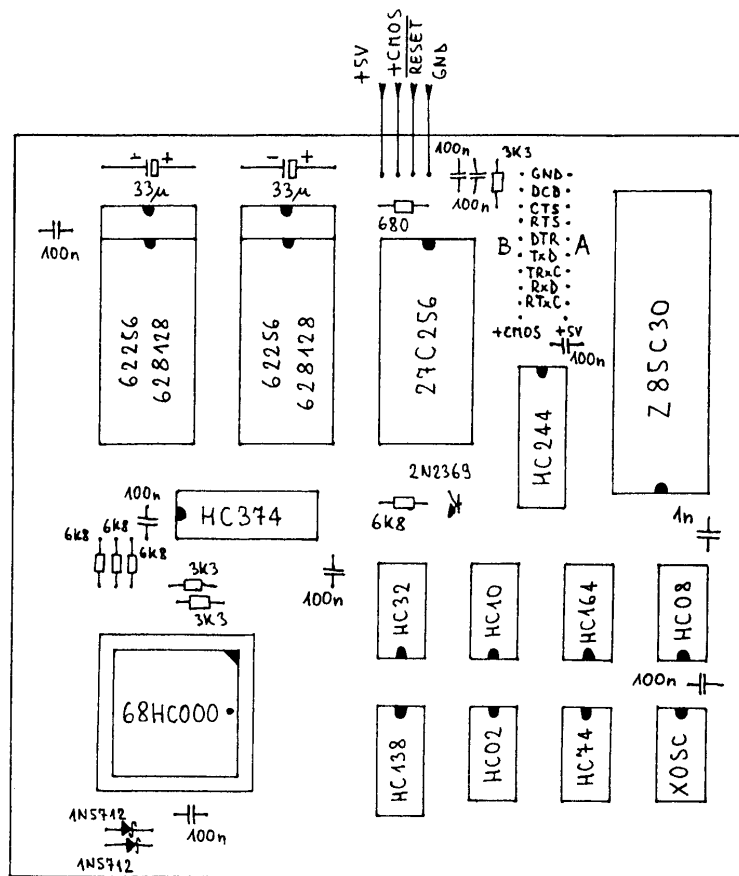 +5V
+CMOS
RESET
GND
- +
33µ
- +
33µ
100n
100n
3K3
680
100n
GND
DCD
CTS
RTS
DTR
TxD
TRxC
RxD
RTxC
B
A
+CMOS
+5V
100n
62256
628128
62256
628128
27C256
Z85C30
HC244
2N2369
6K8
100n
HC374
6K8
6K8
6K8
3K3
3K3
100n
1n
HC32
HC10
HC164
HC08
100n
68HC000
HC138
HC02
HC74
XOSC
1N5712
1N5712
100n